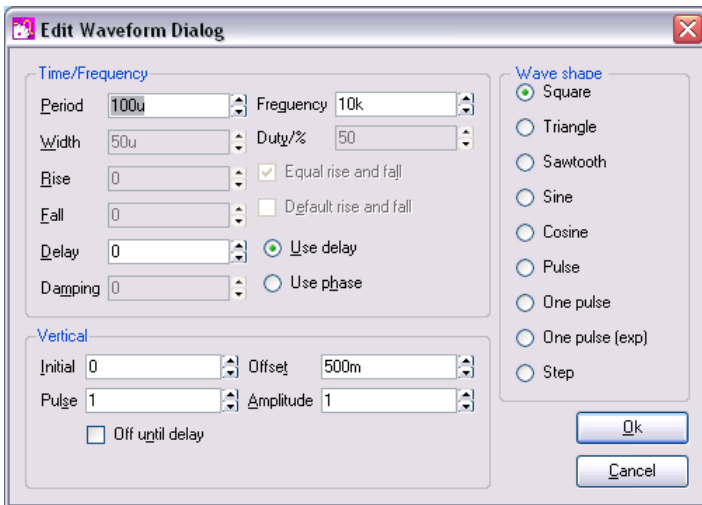 Edit Waveform Dialog
Time/Frequency
Period 100u Freguency 10k
Width 50u Duty/% 50
Rise 0 Equal rise and fall
Fall 0 Default rise and fall
Delay 0 Use delay
Damping 0 Use phase
Vertical
Initial 0 Offset 500m
Pulse 1 Amplitude 1
Off until delay
Wave shape
Square
Triangle
Sawtooth
Sine
Cosine
Pulse
One pulse
One pulse (exp)
Step
Ok
Cancel